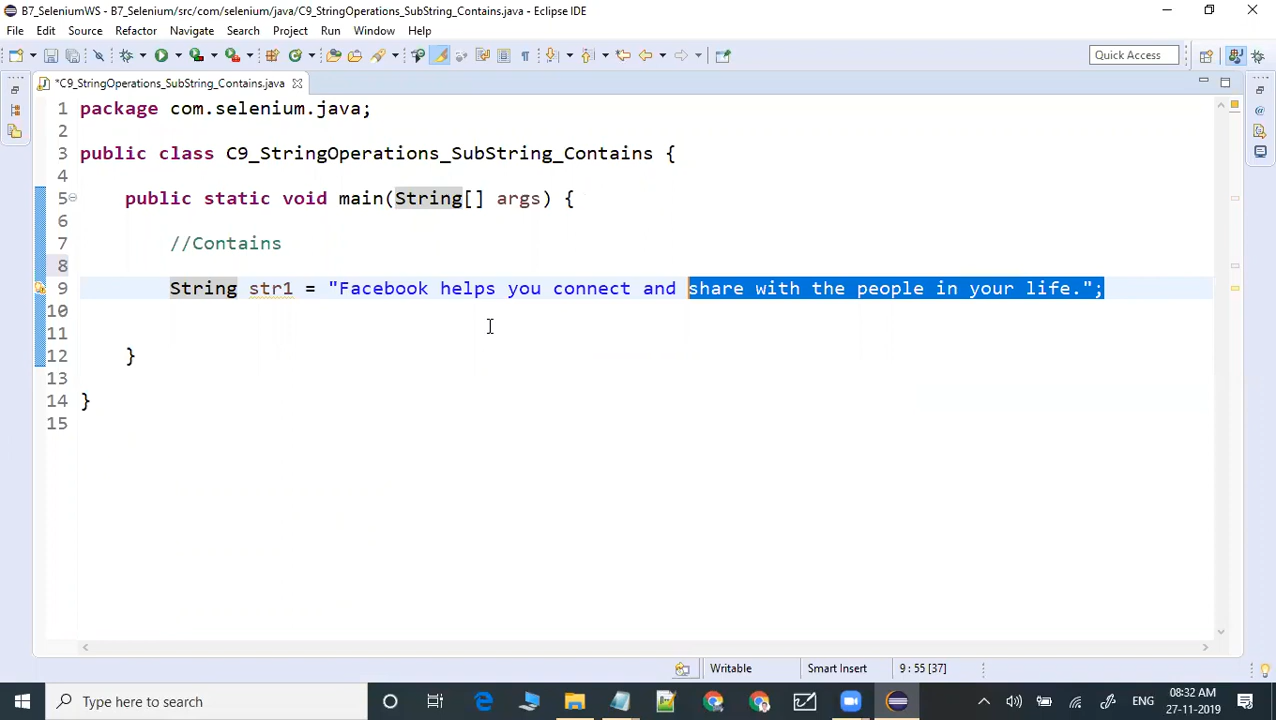 B7_SeleniumWS - B7_Selenium/src/com/selenium/java/C9_StringOperations_SubString_Contains.java - Eclipse IDE
File Edit Source Refactor Navigate Search Project Run Window Help
Quick Access
*C9_StringOperations_SubString_Contains.java
1 package com.selenium.java;
2
3 public class C9_StringOperations_SubString_Contains {
4
5 public static void main(String[] args) {
6
7 //Contains
8
9 String str1 = "Facebook helps you connect and share with the people in your life.";
10
11
12 }
13
14 }
15
Writable Smart Insert 9 : 55 [37]
Type here to search
ENG
08:32 AM
27-11-2019